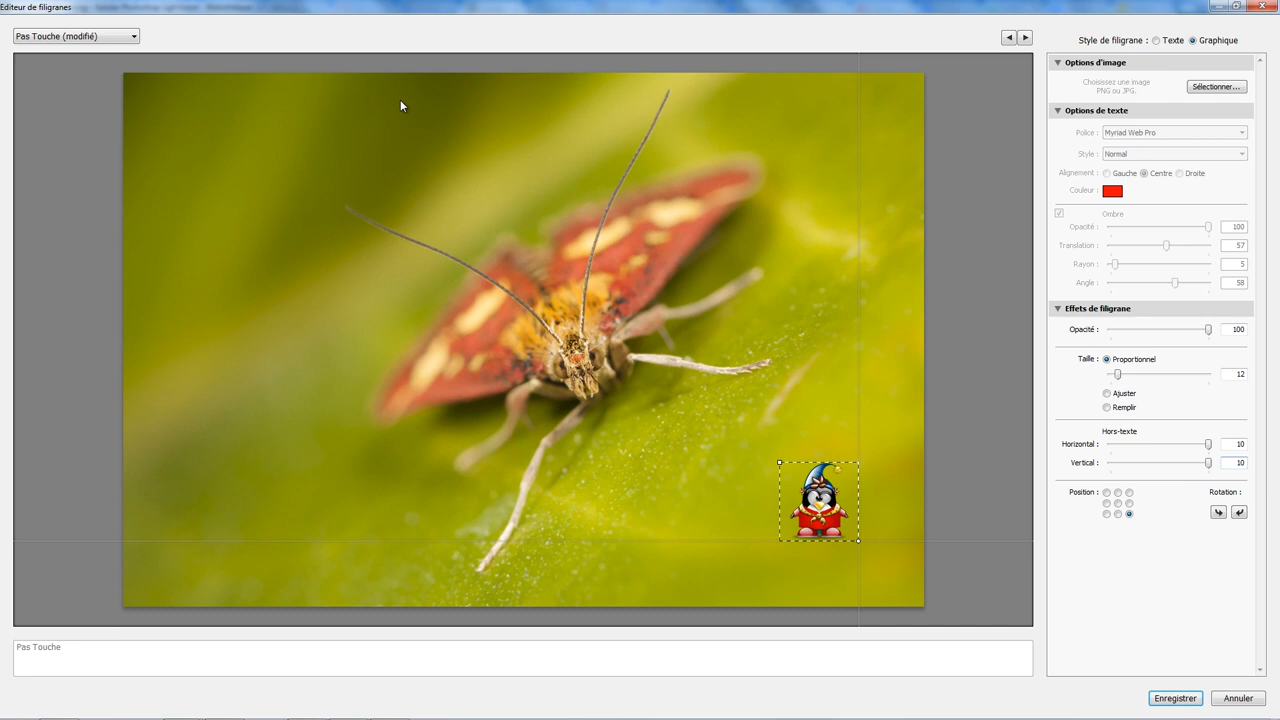 Editeur de filigranes
Pas Touche (modifié)
Style de filigrane : Texte Graphique
Options d'image
Choisissez une image
PNG ou JPG.
Sélectionner...
Options de texte
Police : Myriad Web Pro
Style : Normal
Alignement : Gauche Centre Droite
Couleur :
Ombre
Opacité : 100
Translation : 57
Rayon : 5
Angle : 58
Effets de filigrane
Opacité : 100
Taille : Proportionnel
12
Ajuster
Remplir
Hors-texte
Horizontal : 10
Vertical : 10
Position : Rotation :
Pas Touche
Enregistrer Annuler